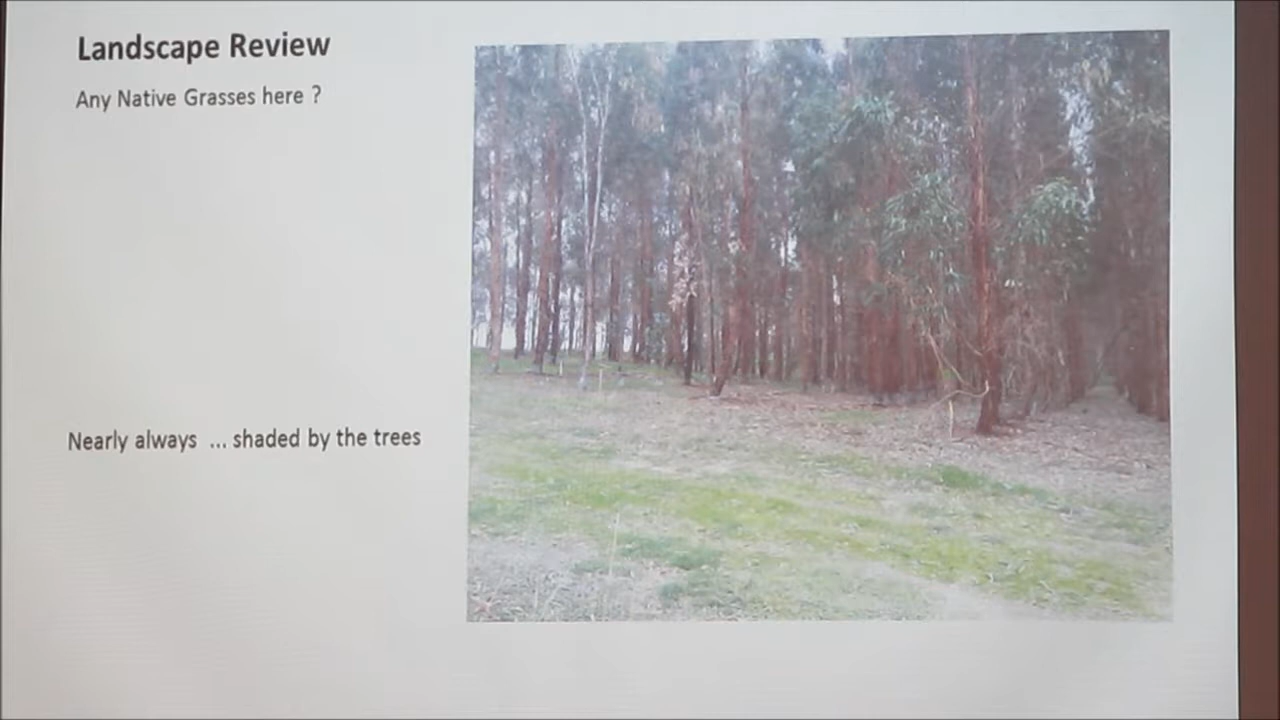 Landscape Review
Any Native Grasses here ?
Nearly always ... shaded by the trees